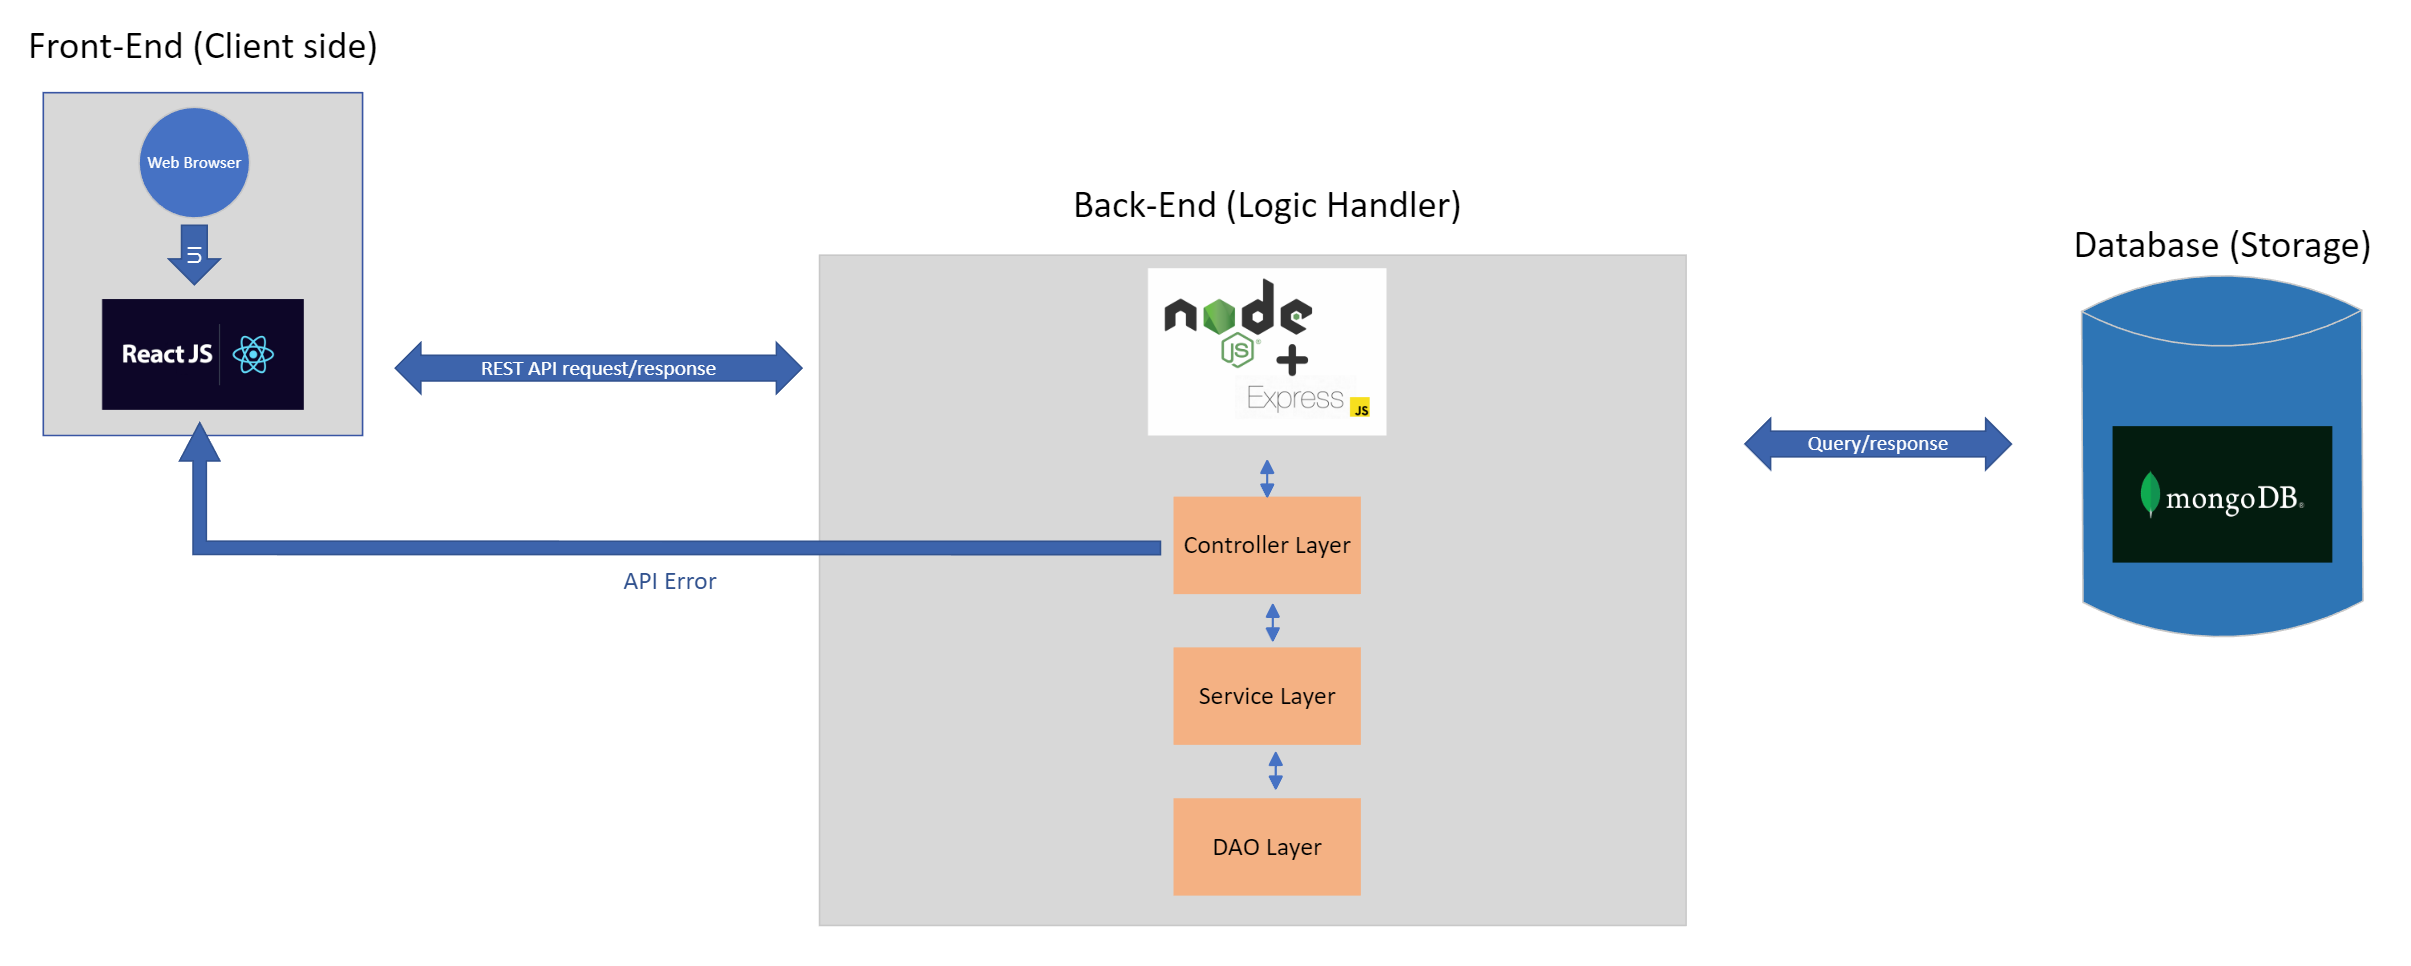 Front-End (Client side)
Web Browser
UI
React JS
REST API request/response
API Error
Back-End (Logic Handler)
node
JS
+
Express
JS
Controller Layer
Service Layer
DAO Layer
Query/response
Database (Storage)
mongoDB®